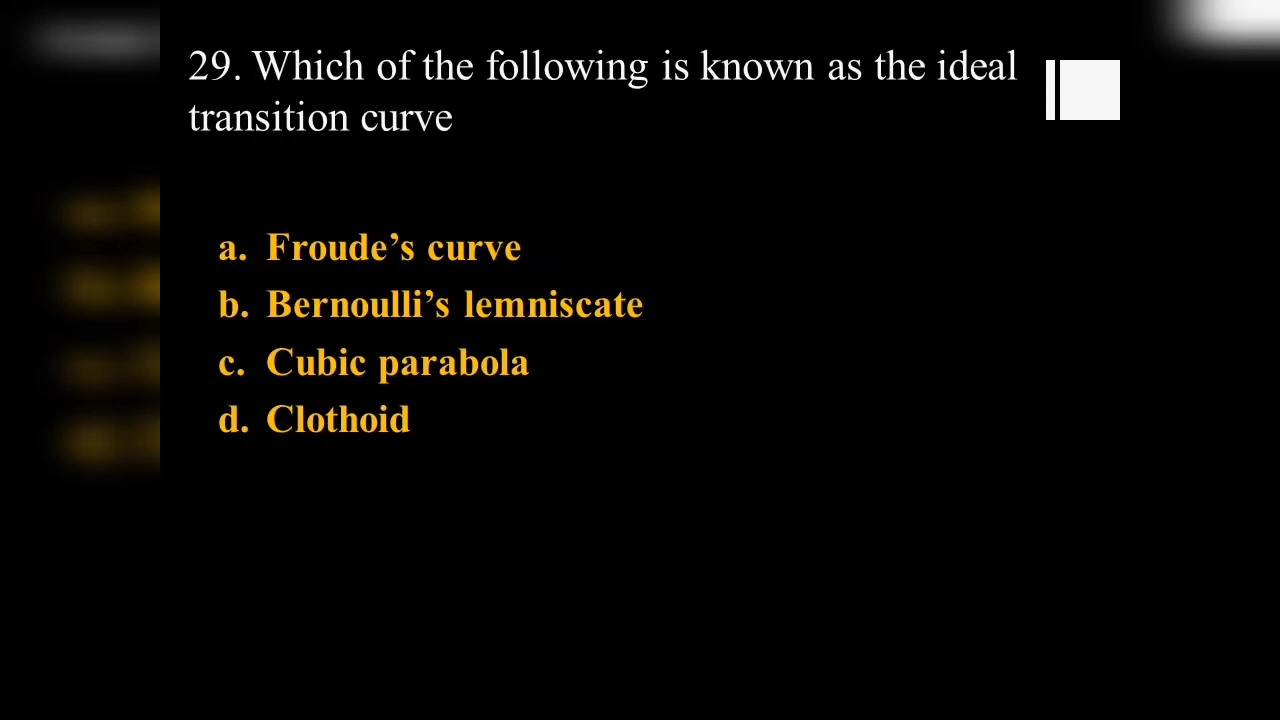 29. Which of the following is known as the ideal
transition curve
a. Froude’s curve
b. Bernoulli’s lemniscate
c. Cubic parabola
d. Clothoid